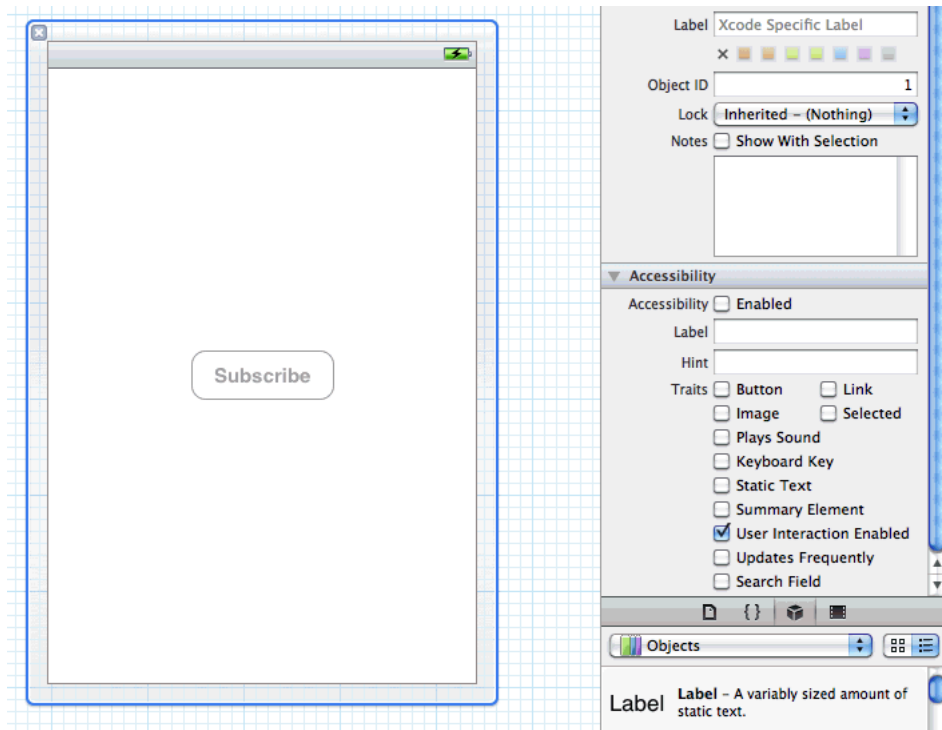 Subscribe
Label Xcode Specific Label
Object ID 1
Lock Inherited – (Nothing)
Notes Show With Selection
Accessibility
Accessibility Enabled
Label
Hint
Traits Button Link
Image Selected
Plays Sound
Keyboard Key
Static Text
Summary Element
User Interaction Enabled
Updates Frequently
Search Field
{}
Objects
Label Label – A variably sized amount of
static text.